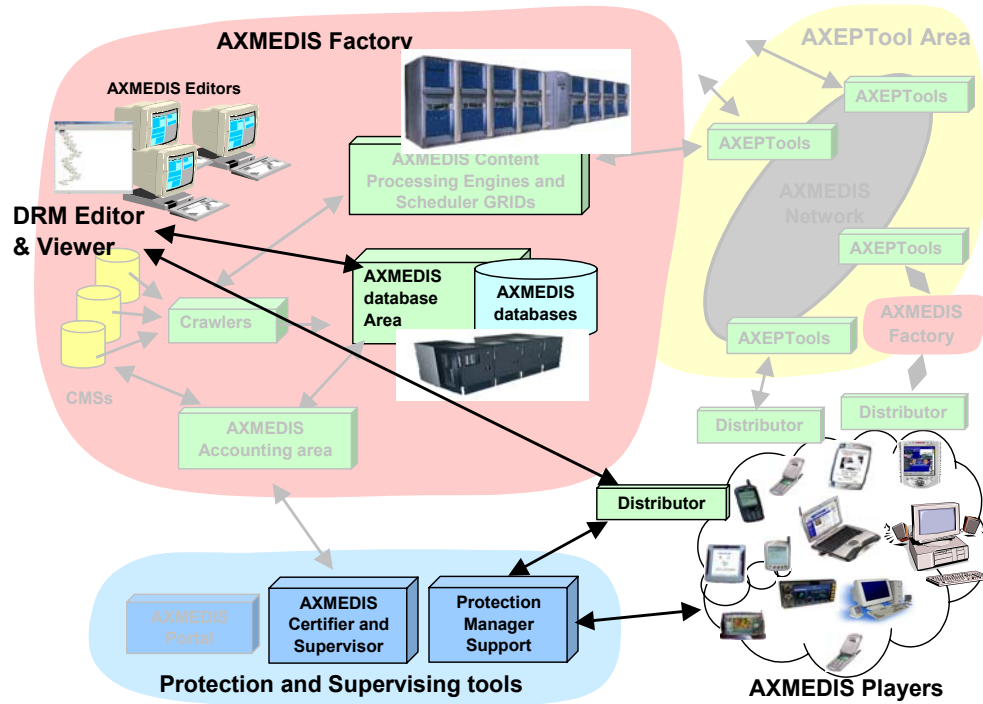 AXMEDIS Factory
AXEPTool Area
AXMEDIS Editors
AXEPTools
AXEPTools
AXMEDIS Content
Processing Engines and
Scheduler GRIDs
AXMEDIS
Network
DRM Editor
& Viewer
AXEPTools
AXMEDIS
database
Area
AXMEDIS
databases
Crawlers
AXMEDIS
Factory
AXEPTools
CMSs
AXMEDIS
Accounting area
Distributor
Distributor
Distributor
AXMEDIS
Portal
AXMEDIS
Certifier and
Supervisor
Protection
Manager
Support
Protection and Supervising tools
AXMEDIS Players